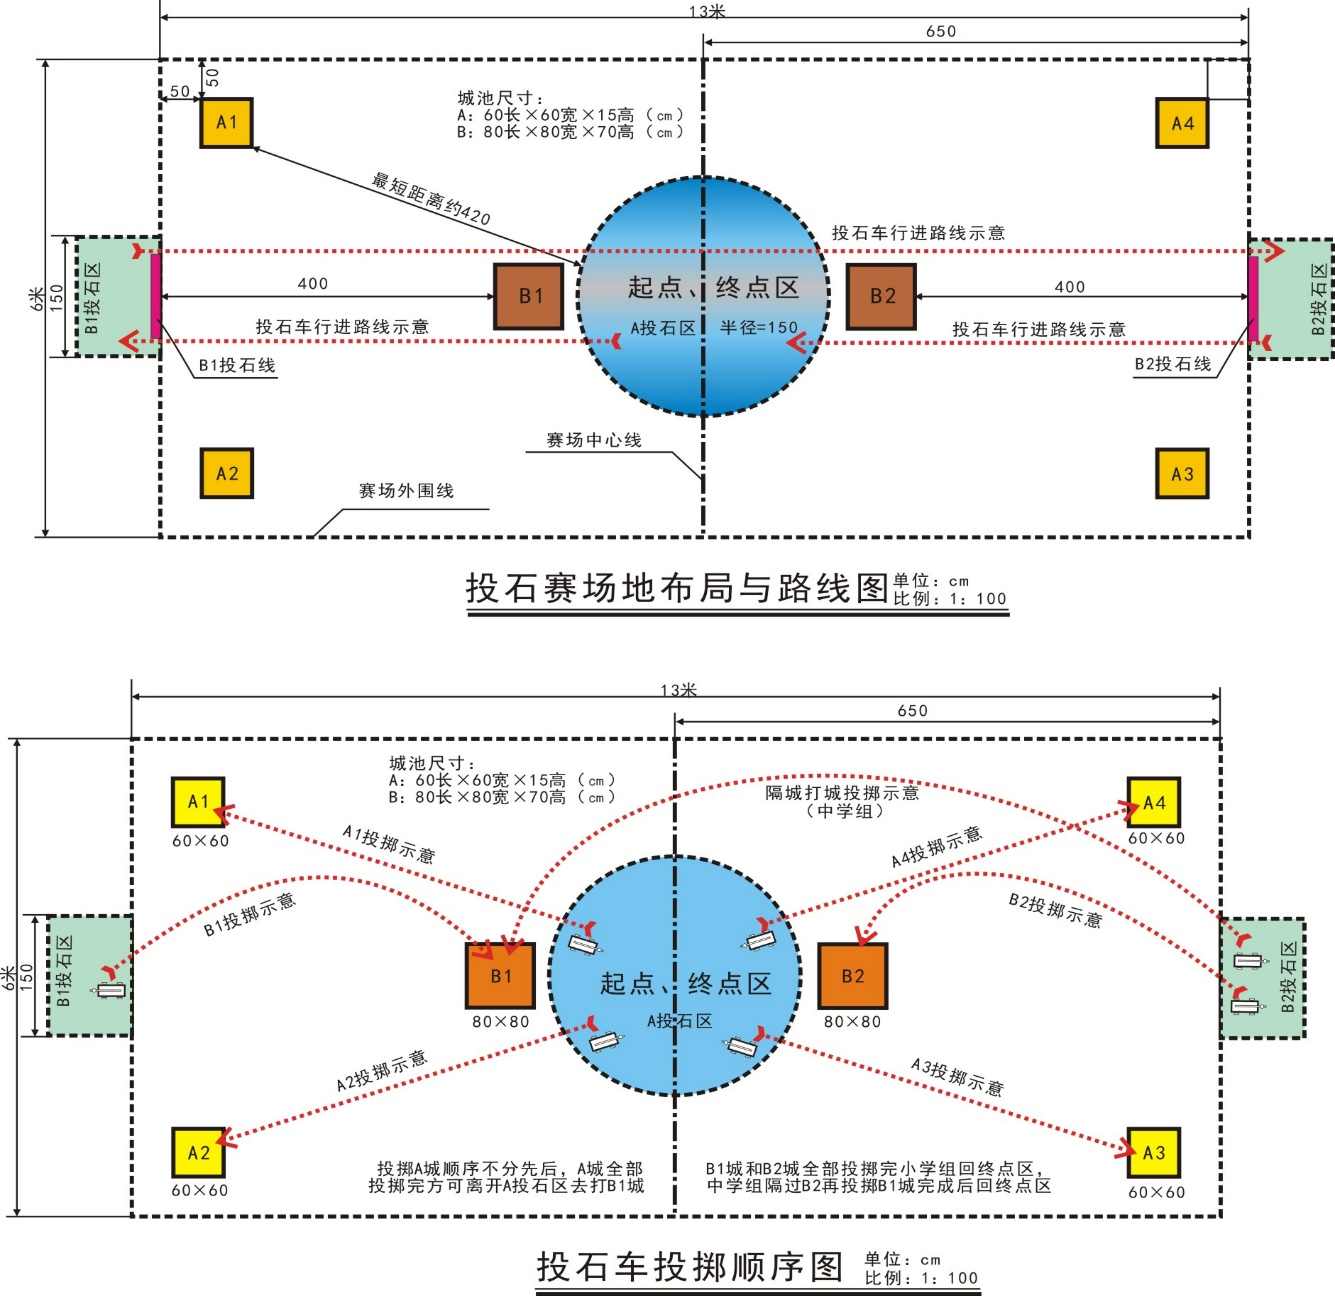 13米
650
50
50
城池尺寸：
A：60长×60宽×15高（cm）
B：80长×80宽×70高（cm）
A1
A4
最短距离约420
投石车行进路线示意
6米
150
B1投石区
400
B1
起点、终点区
A投石区 半径=150
B2
400
B2投石区
投石车行进路线示意
投石车行进路线示意
B1投石线
B2投石线
赛场中心线
A2
赛场外围线
A3
投石赛场地布局与路线图
单位：cm
比例：1：100
13米
650
城池尺寸：
A：60长×60宽×15高（cm）
B：80长×80宽×70高（cm）
隔城打城投掷示意
（中学组）
A1
60×60
A4
60×60
A1投掷示意
A4投掷示意
B1投掷示意
B2投掷示意
6米
150
B1投石区
B1
80×80
起点、终点区
A投石区
B2
80×80
B2投石区
A2投掷示意
A3投掷示意
A2
60×60
A3
60×60
投掷A城顺序不分先后，A城全部
投掷完方可离开A投石区去打B1城
B1城和B2城全部投掷完小学组回终点区，
中学组隔过B2再投掷B1城完成后回终点区
投石车投掷顺序图
单位：cm
比例：1：100